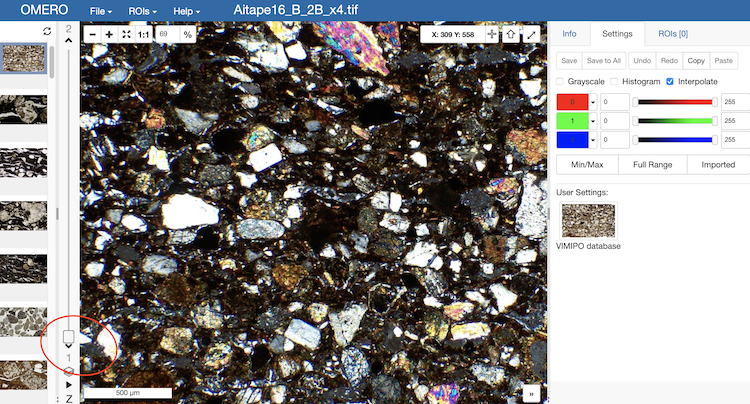 OMERO File ROIs Help Aitape16_B_2B_x4.tif
2
1:1 69 % X: 309 Y: 558
Info Settings ROIs [0]
Save Save to All Undo Redo Copy Paste
Grayscale Histogram Interpolate
0 0 255
1 0 255
0 255
Min/Max Full Range Imported
User Settings:
VIMIPO database
1
Z
500 µm